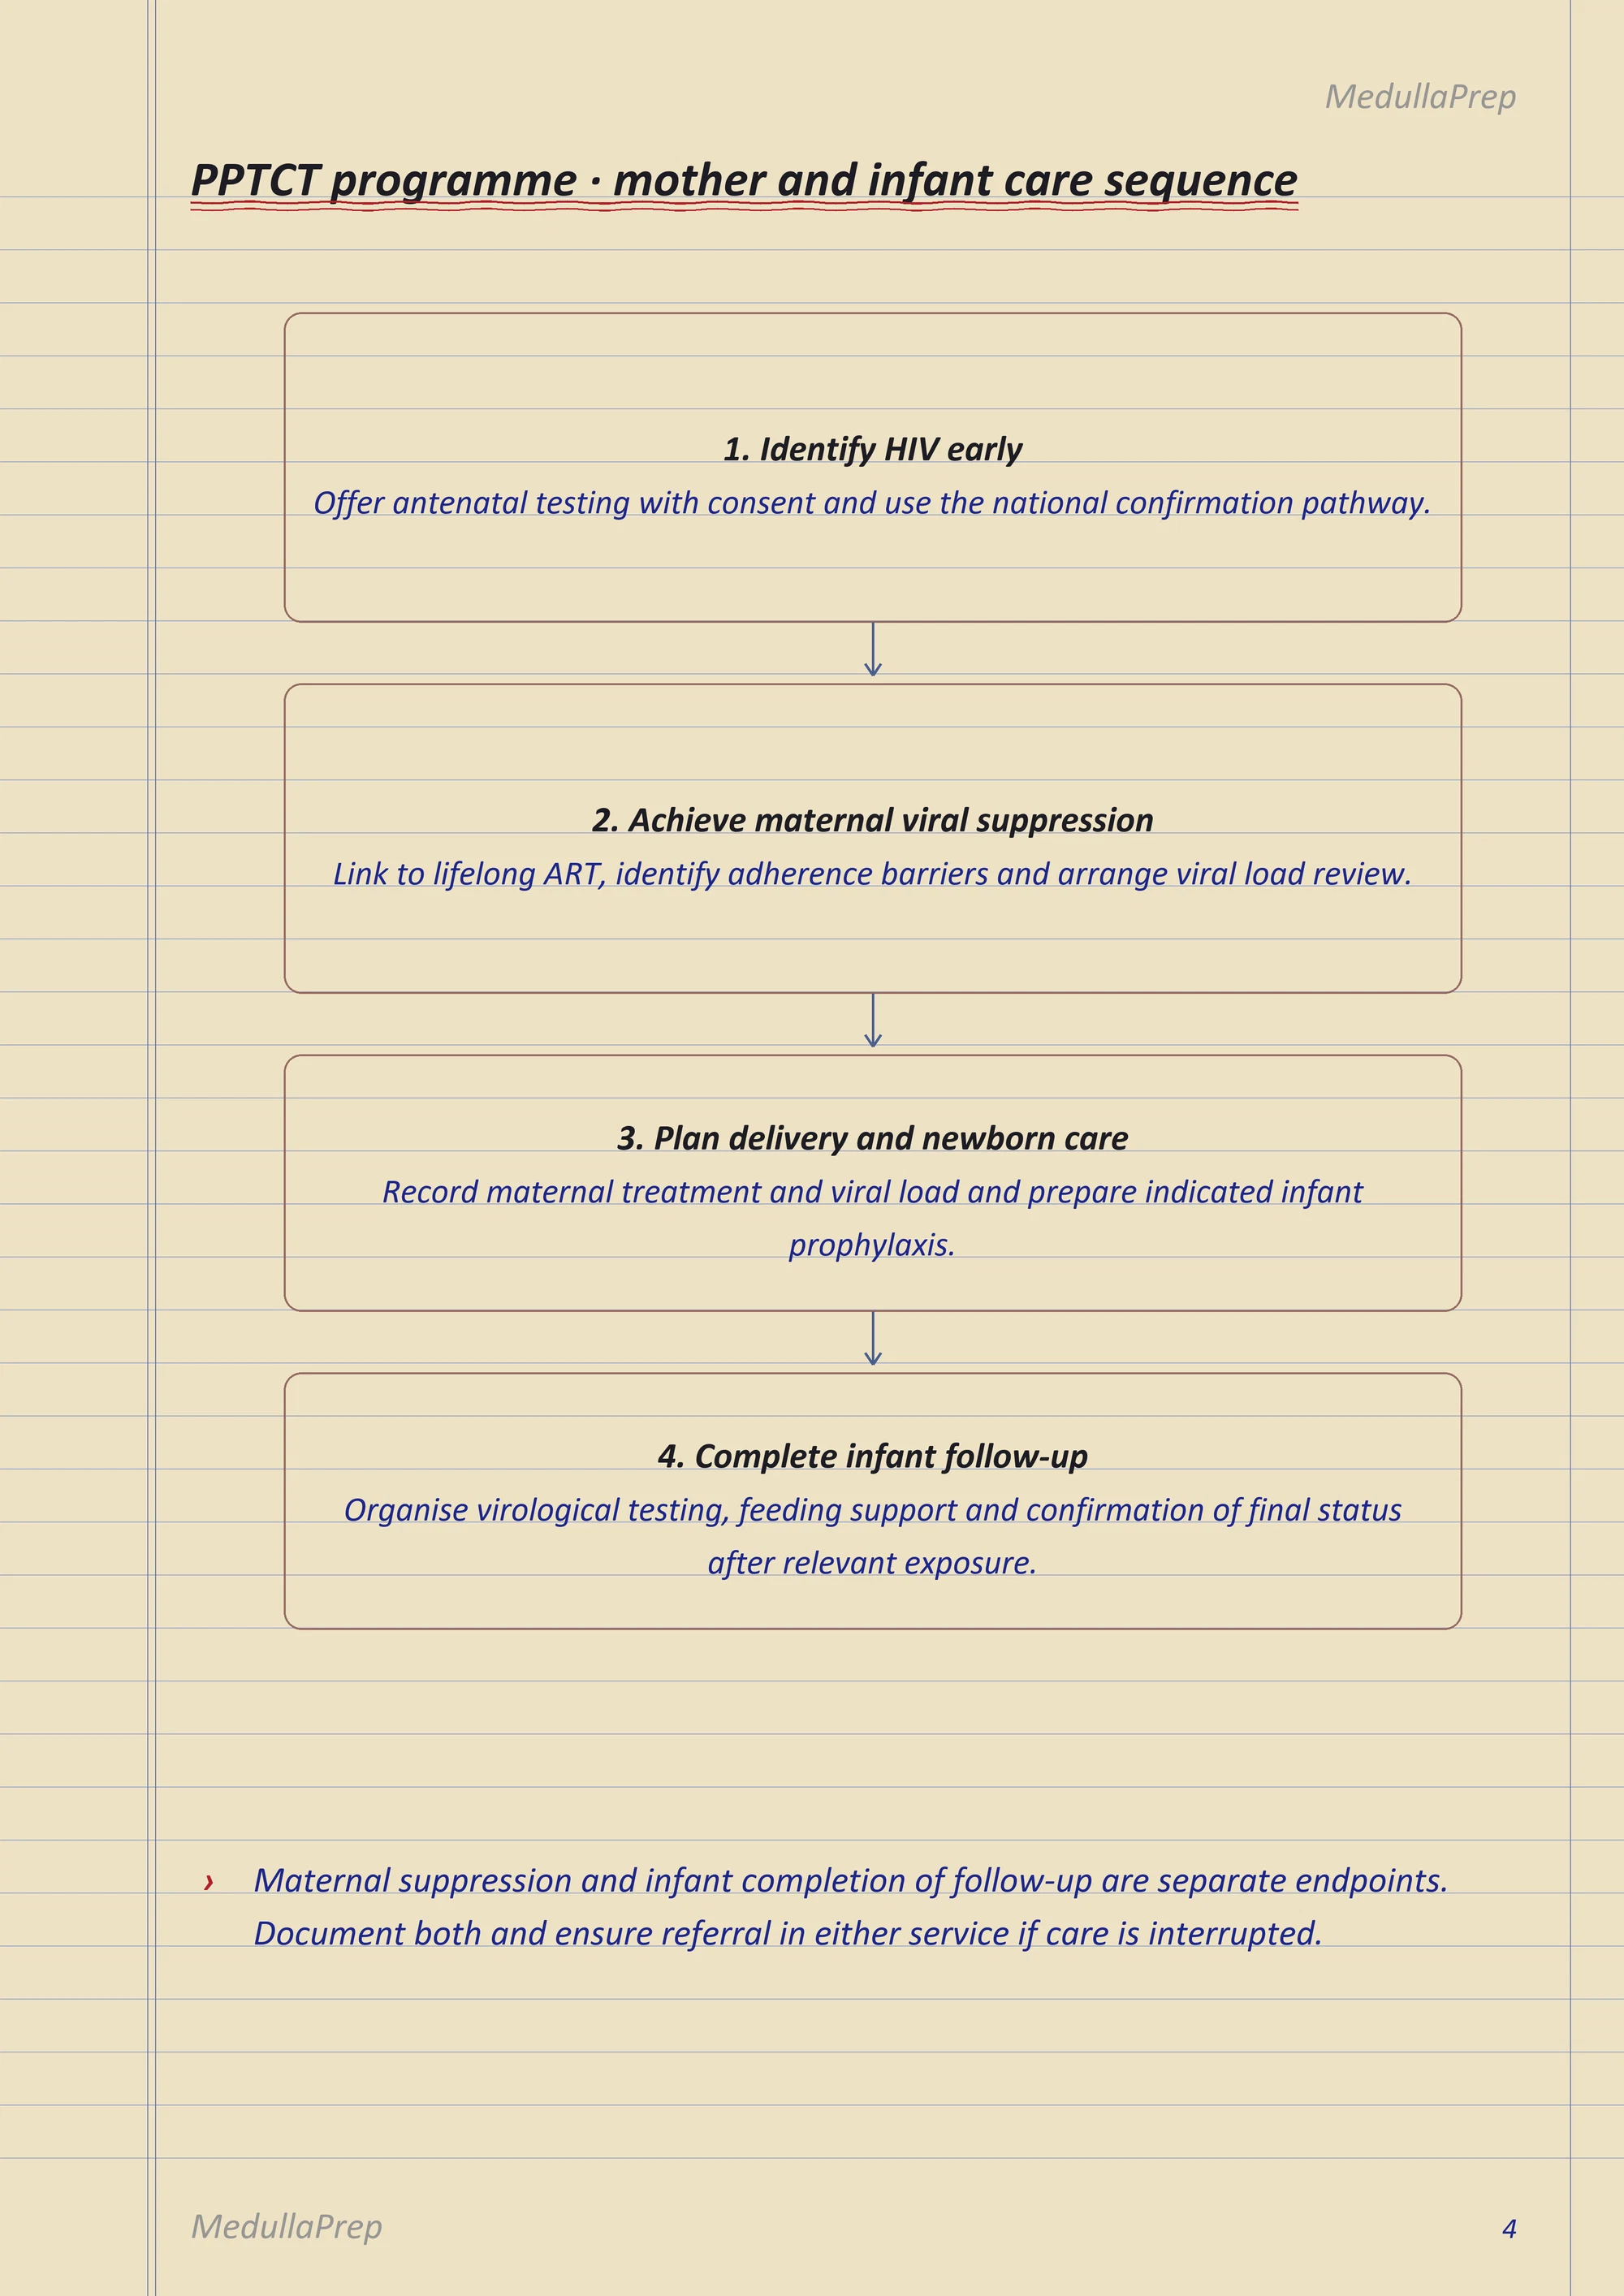 MedullaPrep
PPTCT programme · mother and infant care sequence
1. Identify HIV early
Offer antenatal testing with consent and use the national confirmation pathway.
2. Achieve maternal viral suppression
Link to lifelong ART, identify adherence barriers and arrange viral load review.
3. Plan delivery and newborn care
Record maternal treatment and viral load and prepare indicated infant
prophylaxis.
4. Complete infant follow-up
Organise virological testing, feeding support and confirmation of final status
after relevant exposure.
› Maternal suppression and infant completion of follow-up are separate endpoints.
Document both and ensure referral in either service if care is interrupted.
MedullaPrep
4